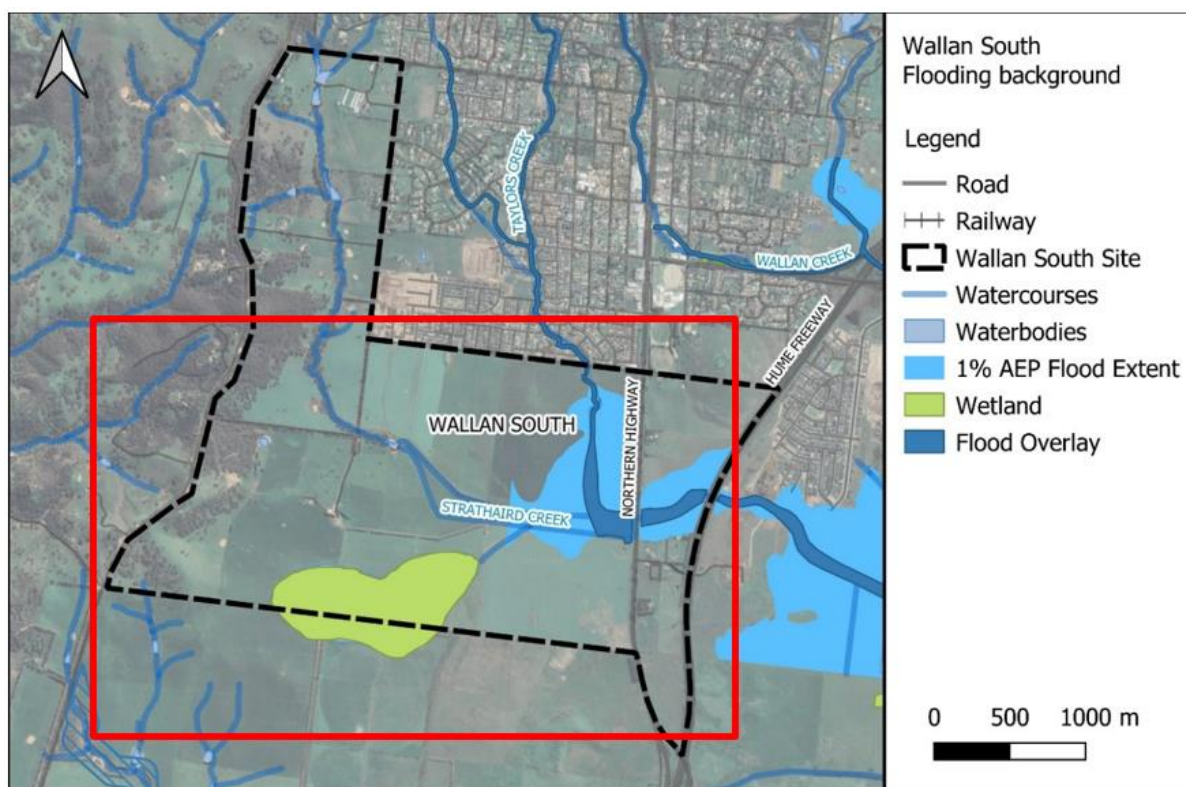 Wallan South
Flooding background
Legend
Road
Railway
Wallan South Site
Watercourses
Waterbodies
1% AEP Flood Extent
Wetland
Flood Overlay
0 500 1000 m
TAYLORS CREEK
WALLAN CREEK
HUME FREEWAY
WALLAN SOUTH
NORTHERN HIGHWAY
STRATHAIRD CREEK